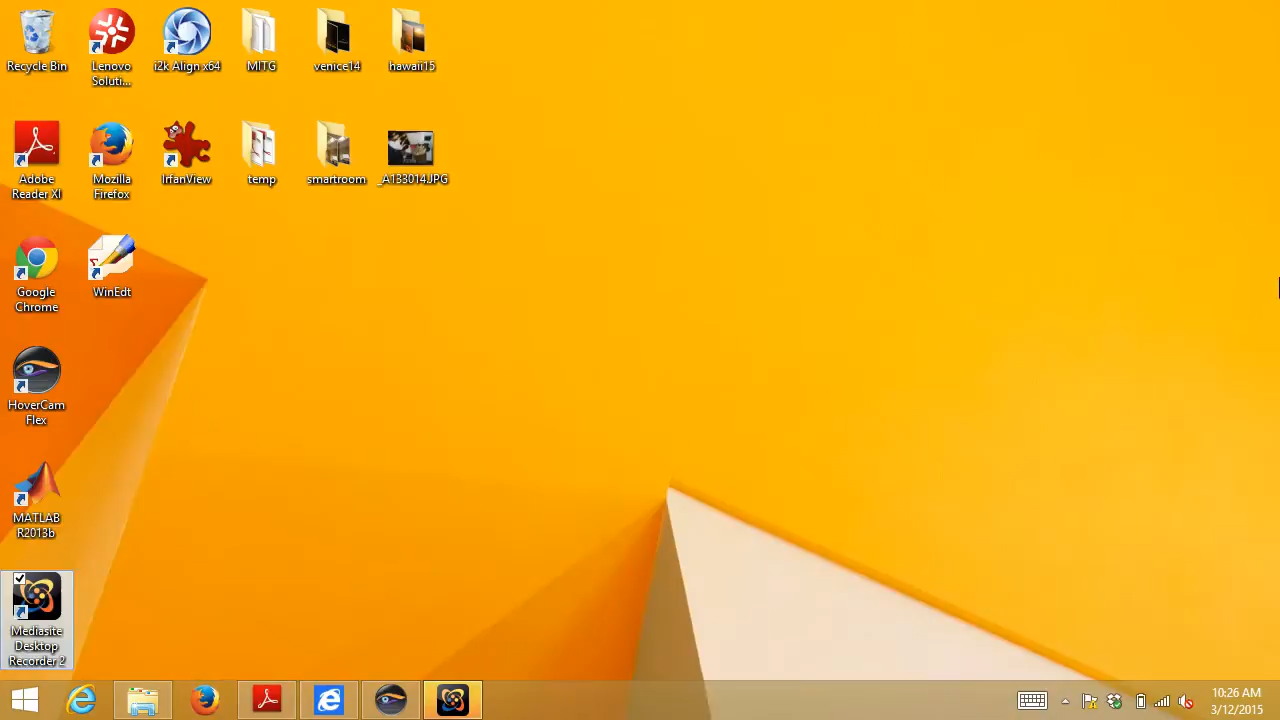 Recycle Bin
Lenovo
Soluti...
i2k Align x64
MITG
venice14
hawaii15
Adobe
Reader XI
Mozilla
Firefox
IrfanView
temp
smartroom
_A133014.JPG
Google
Chrome
WinEdt
HoverCam
Flex
MATLAB
R2013b
Mediasite
Desktop
Recorder 2
10:26 AM
3/12/2015